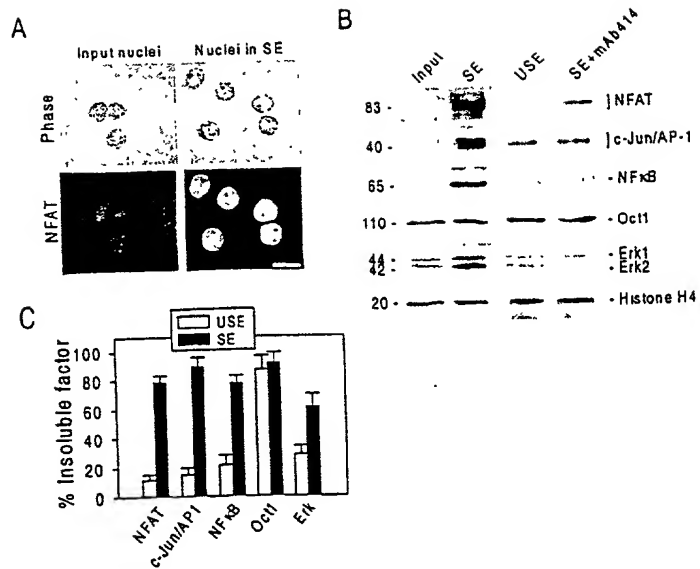 A
Input nuclei
Nuclei in SE
Phase
NFAT
B
Input
SE
USE
SE+mAb414
83 -
]NFAT
40 -
]c-Jun/AP-1
65 -
- NFκB
110 -
- Oct1
44 -
- Erk1
42 -
- Erk2
20 -
- Histone H4
C
USE
SE
% Insoluble factor
100
80
60
40
20
0
NFAT
c-Jun/AP1
NFκB
Oct1
Erk